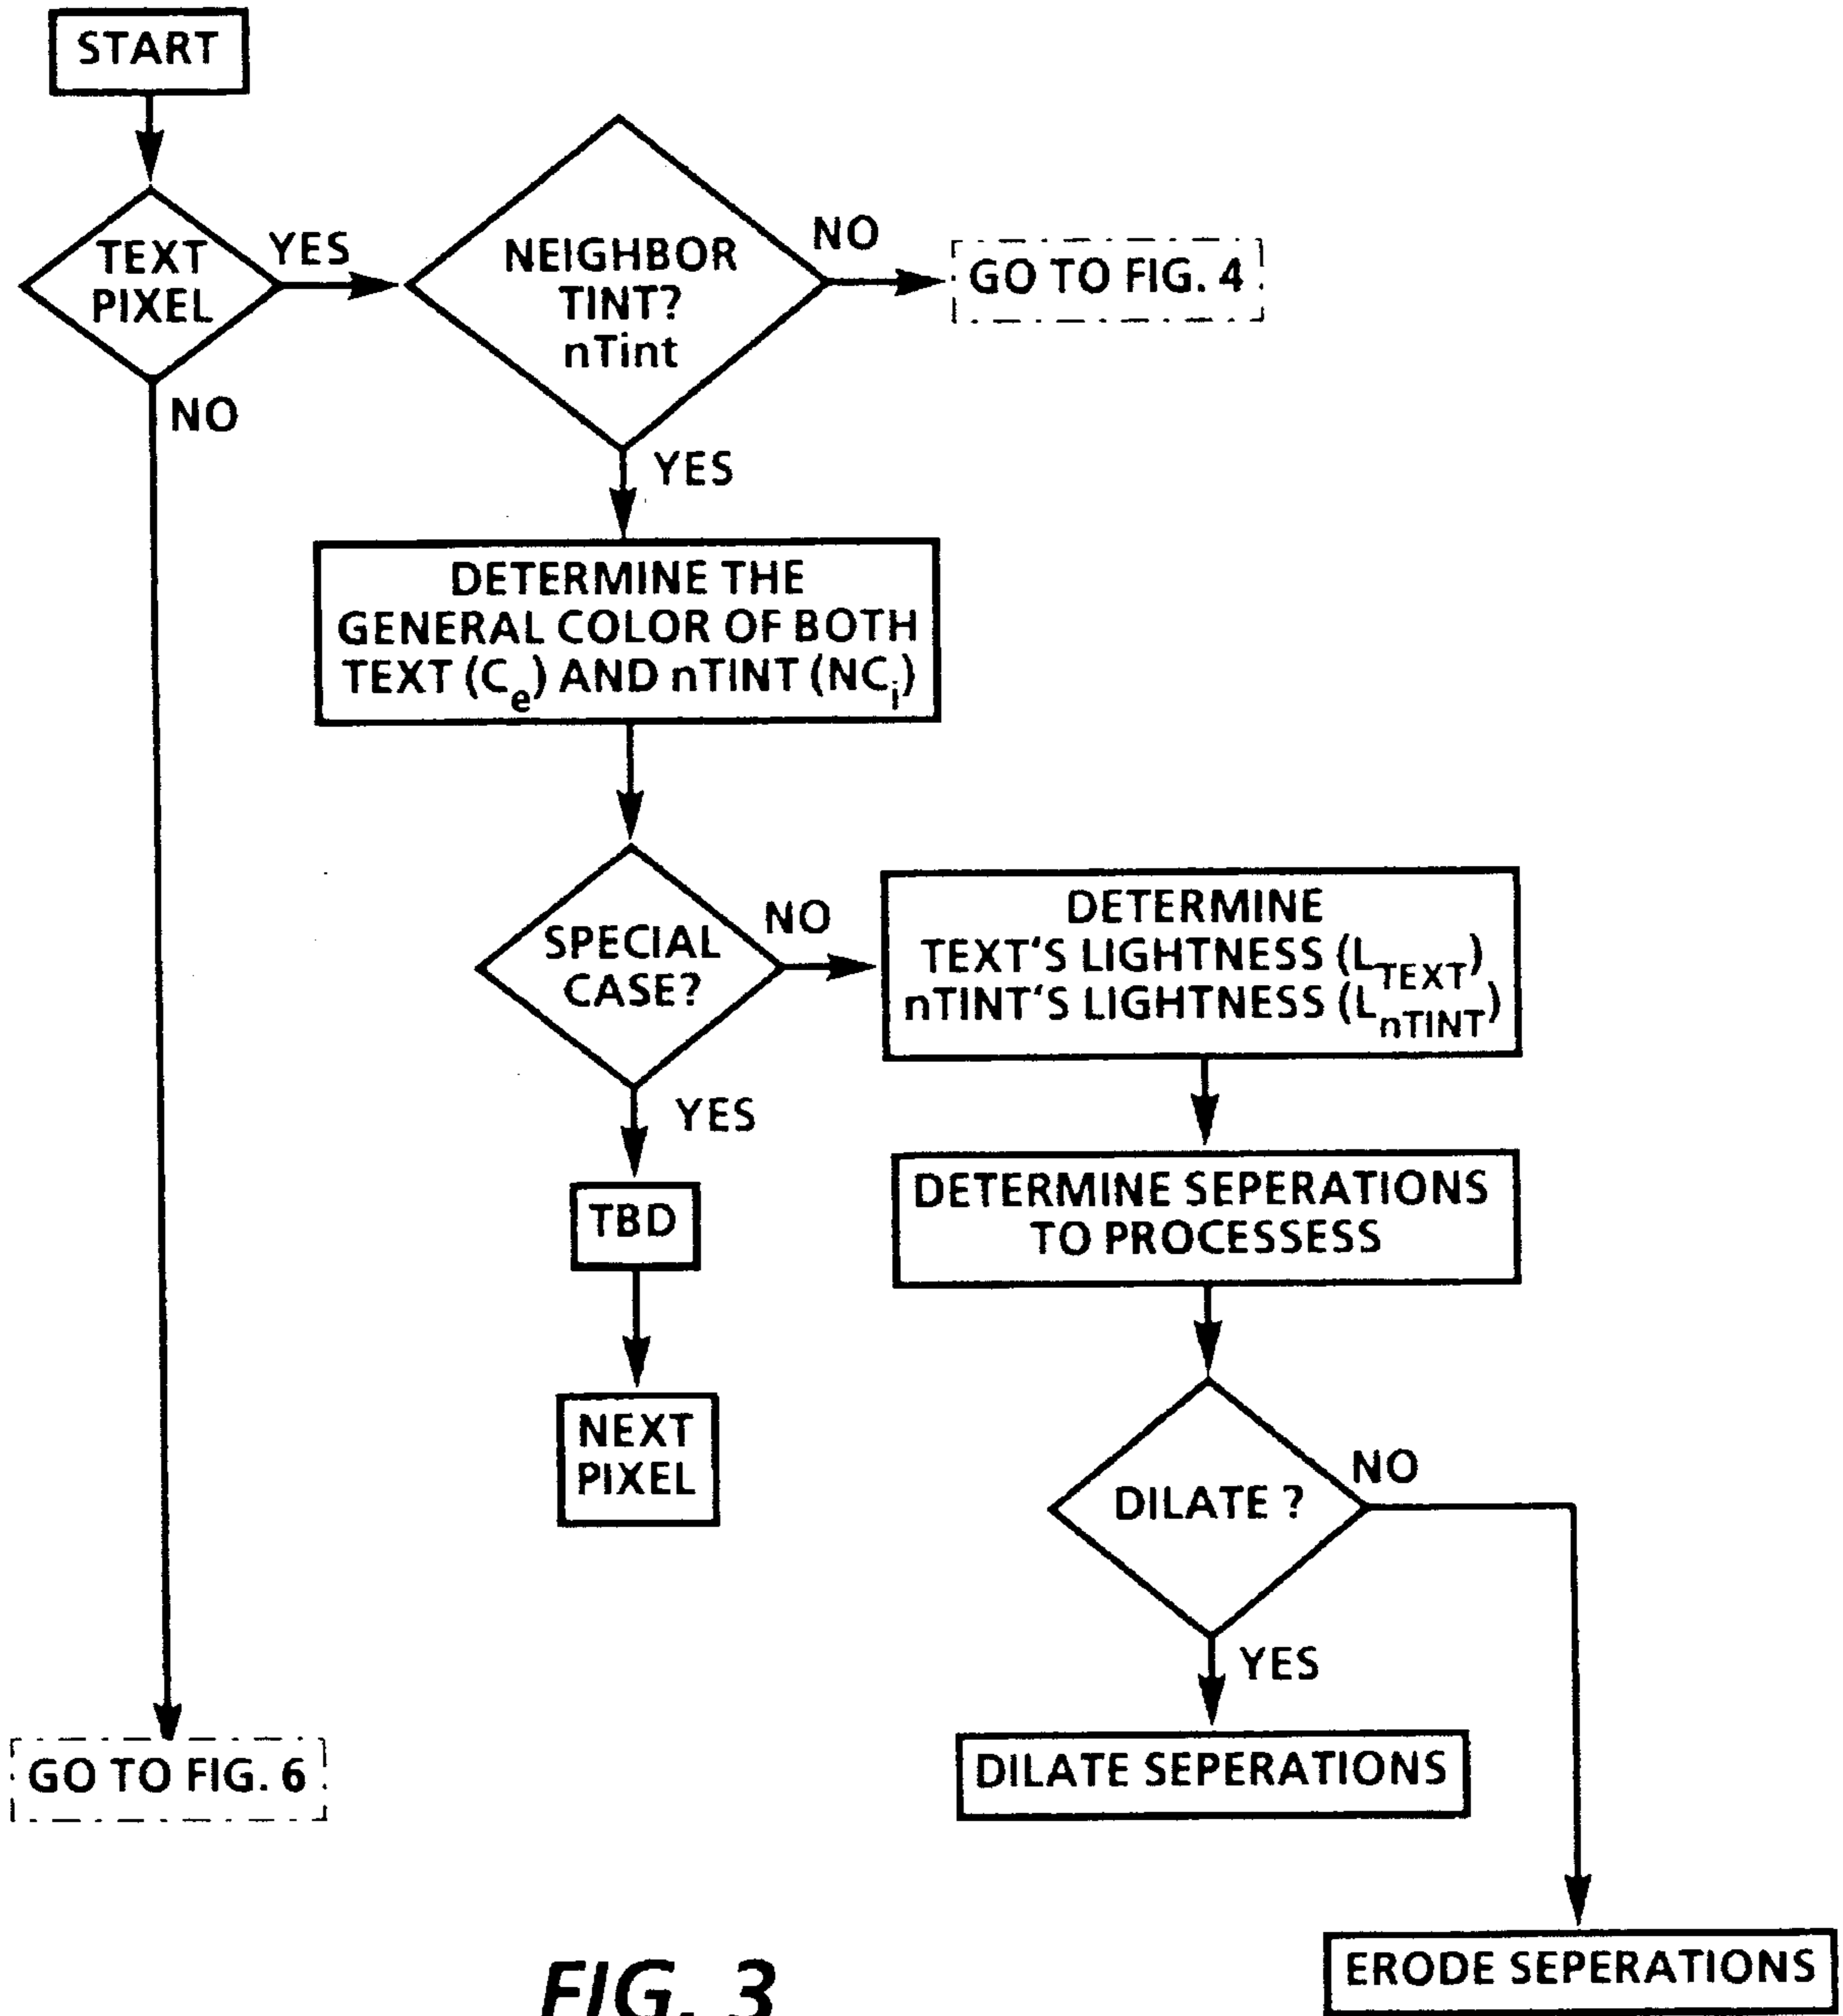 START
TEXT
PIXEL
YES
NO
NEIGHBOR
TINT?
nTint
NO
GO TO FIG. 4
YES
DETERMINE THE
GENERAL COLOR OF BOTH
TEXT (Ce) AND nTINT (NCi)
SPECIAL
CASE?
NO
DETERMINE
TEXT'S LIGHTNESS (LTEXT)
nTINT'S LIGHTNESS (LnTINT)
YES
TBD
NEXT
PIXEL
DETERMINE SEPERATIONS
TO PROCESSESS
DILATE ?
NO
YES
DILATE SEPERATIONS
GO TO FIG. 6
ERODE SEPERATIONS
FIG. 3